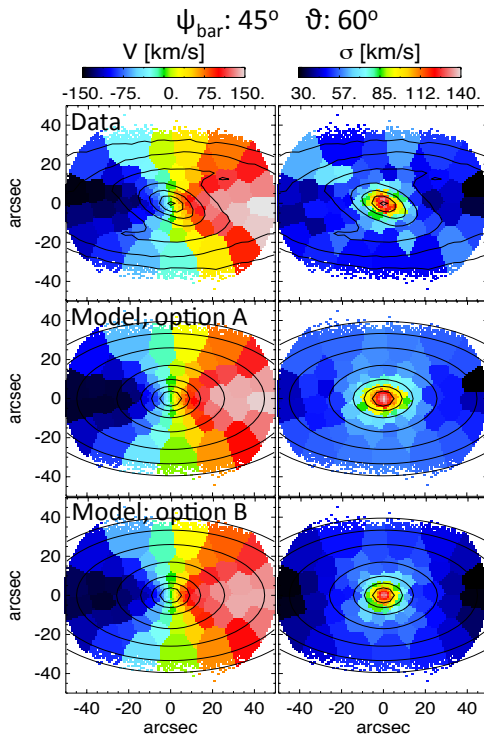 ψbar: 45º ϑ: 60º
V [km/s] σ [km/s]
-150. -75. 0. 75. 150. 30. 57. 85. 112. 140.
Data
40
20
0
-20
-40
arcsec
Model; option A
40
20
0
-20
-40
arcsec
Model; option B
40
20
0
-20
-40
arcsec
-40 -20 0 20 40 -40 -20 0 20 40
arcsec arcsec